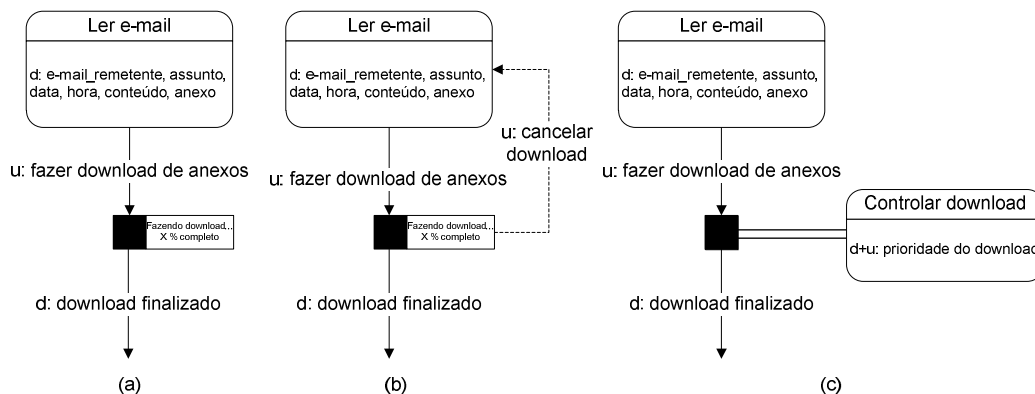 Ler e-mail
d: e-mail_remetente, assunto,
data, hora, conteúdo, anexo
u: fazer download de anexos
Fazendo download...
X % completo
d: download finalizado
(a)
Ler e-mail
d: e-mail_remetente, assunto,
data, hora, conteúdo, anexo
u: cancelar
download
u: fazer download de anexos
Fazendo download...
X % completo
d: download finalizado
(b)
Ler e-mail
d: e-mail_remetente, assunto,
data, hora, conteúdo, anexo
u: fazer download de anexos
Controlar download
d+u: prioridade do download
d: download finalizado
(c)